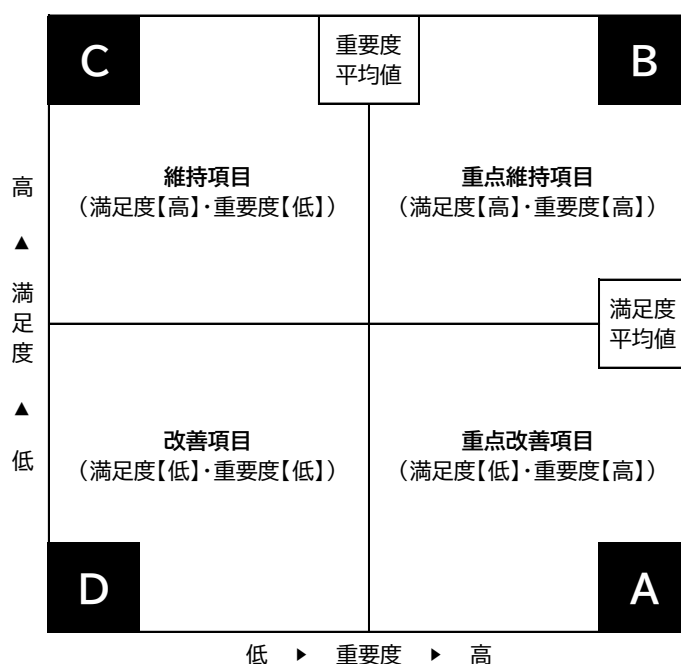 C
重要度
平均値
B
維持項目
（満足度【高】・重要度【低】）
重点維持項目
（満足度【高】・重要度【高】）
高
▲
満足度
▲
低
満足度
平均値
改善項目
（満足度【低】・重要度【低】）
重点改善項目
（満足度【低】・重要度【高】）
D
A
低 ▶ 重要度 ▶ 高